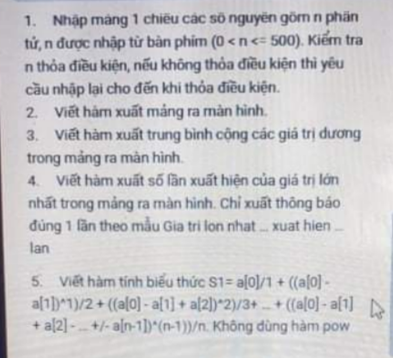 1. Nhập mảng 1 chiều các số nguyên gồm n phần
tử, n được nhập từ bàn phím (0 < n <= 500). Kiểm tra
n thỏa điều kiện, nếu không thỏa điều kiện thì yêu
cầu nhập lại cho đến khi thỏa điều kiện.
2. Viết hàm xuất mảng ra màn hình.
3. Viết hàm xuất trung bình cộng các giá trị dương
trong mảng ra màn hình.
4. Viết hàm xuất số lần xuất hiện của giá trị lớn
nhất trong mảng ra màn hình. Chỉ xuất thông báo
đúng 1 lần theo mẫu Gia tri lon nhat ... xuat hien ...
lan
5. Viết hàm tính biểu thức S1= a[0]/1 + ((a[0] -
a[1])^1)/2 + ((a[0] - a[1] + a[2])^2)/3+ ... + ((a[0] - a[1]
+ a[2] - ... +/- a[n-1])^(n-1))/n. Không dùng hàm pow